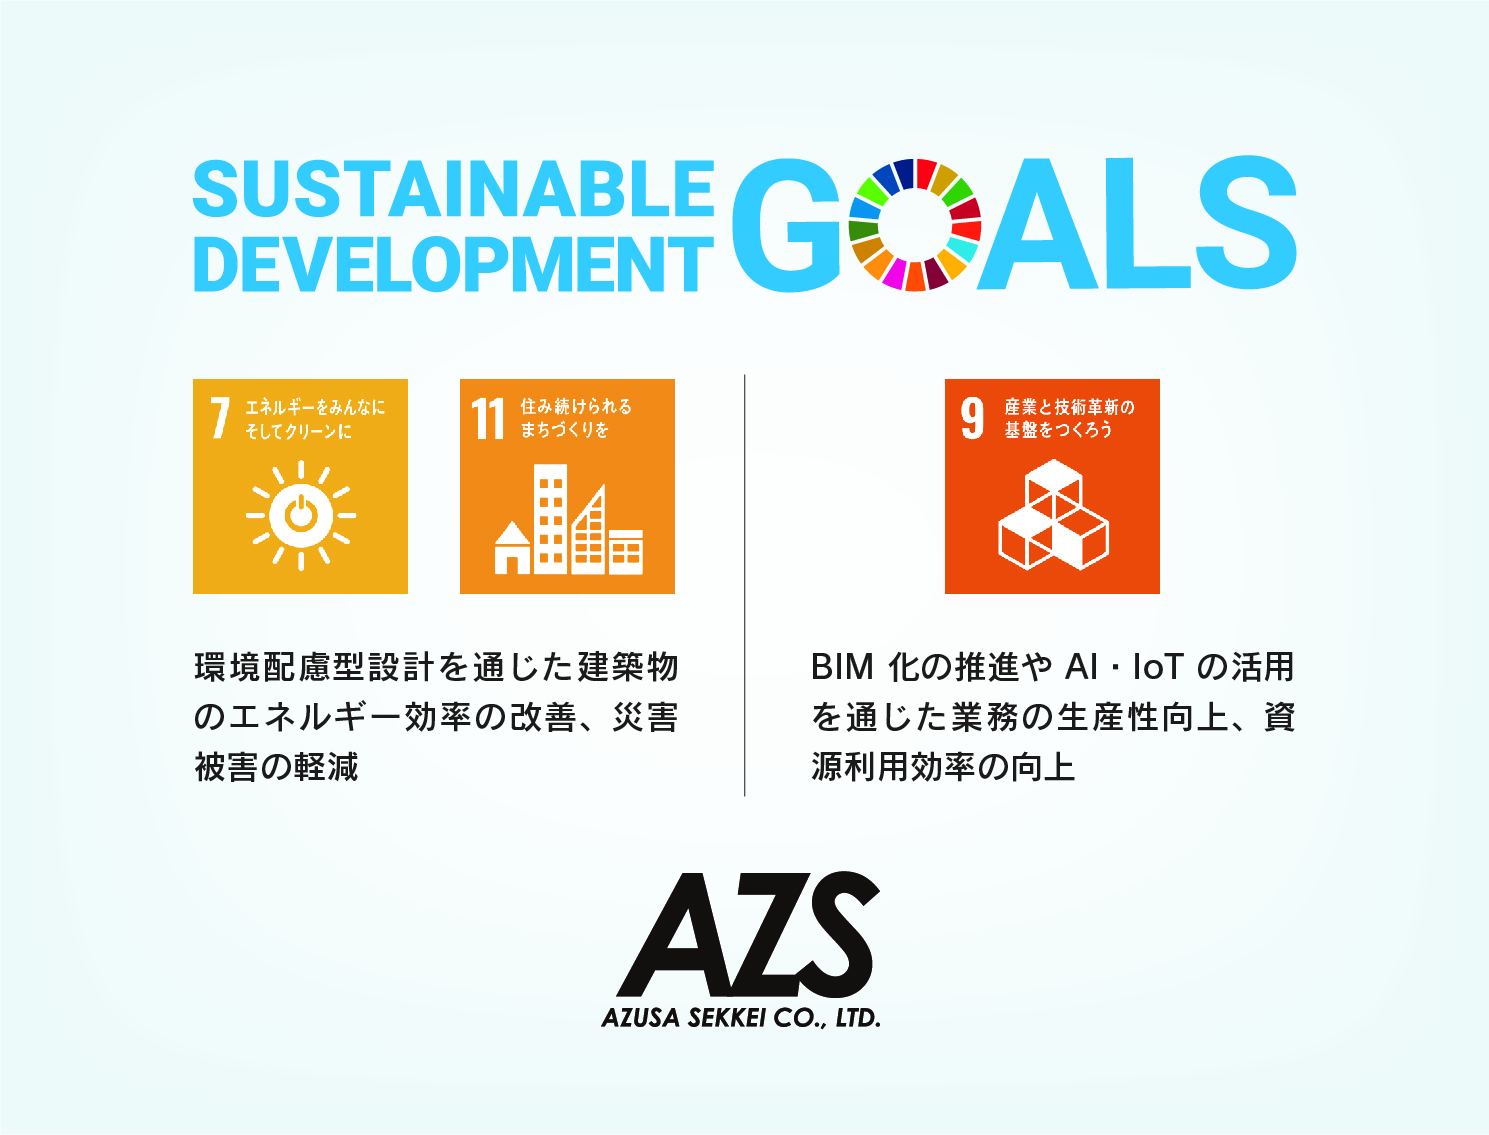 SUSTAINABLE
DEVELOPMENT
GOALS
7 エネルギーをみんなに
そしてクリーンに
11 住み続けられる
まちづくりを
環境配慮型設計を通じた建築物
のエネルギー効率の改善、災害
被害の軽減
9 産業と技術革新の
基盤をつくろう
BIM 化の推進や AI・IoT の活用
を通じた業務の生産性向上、資
源利用効率の向上
AZS
AZUSA SEKKEI CO., LTD.